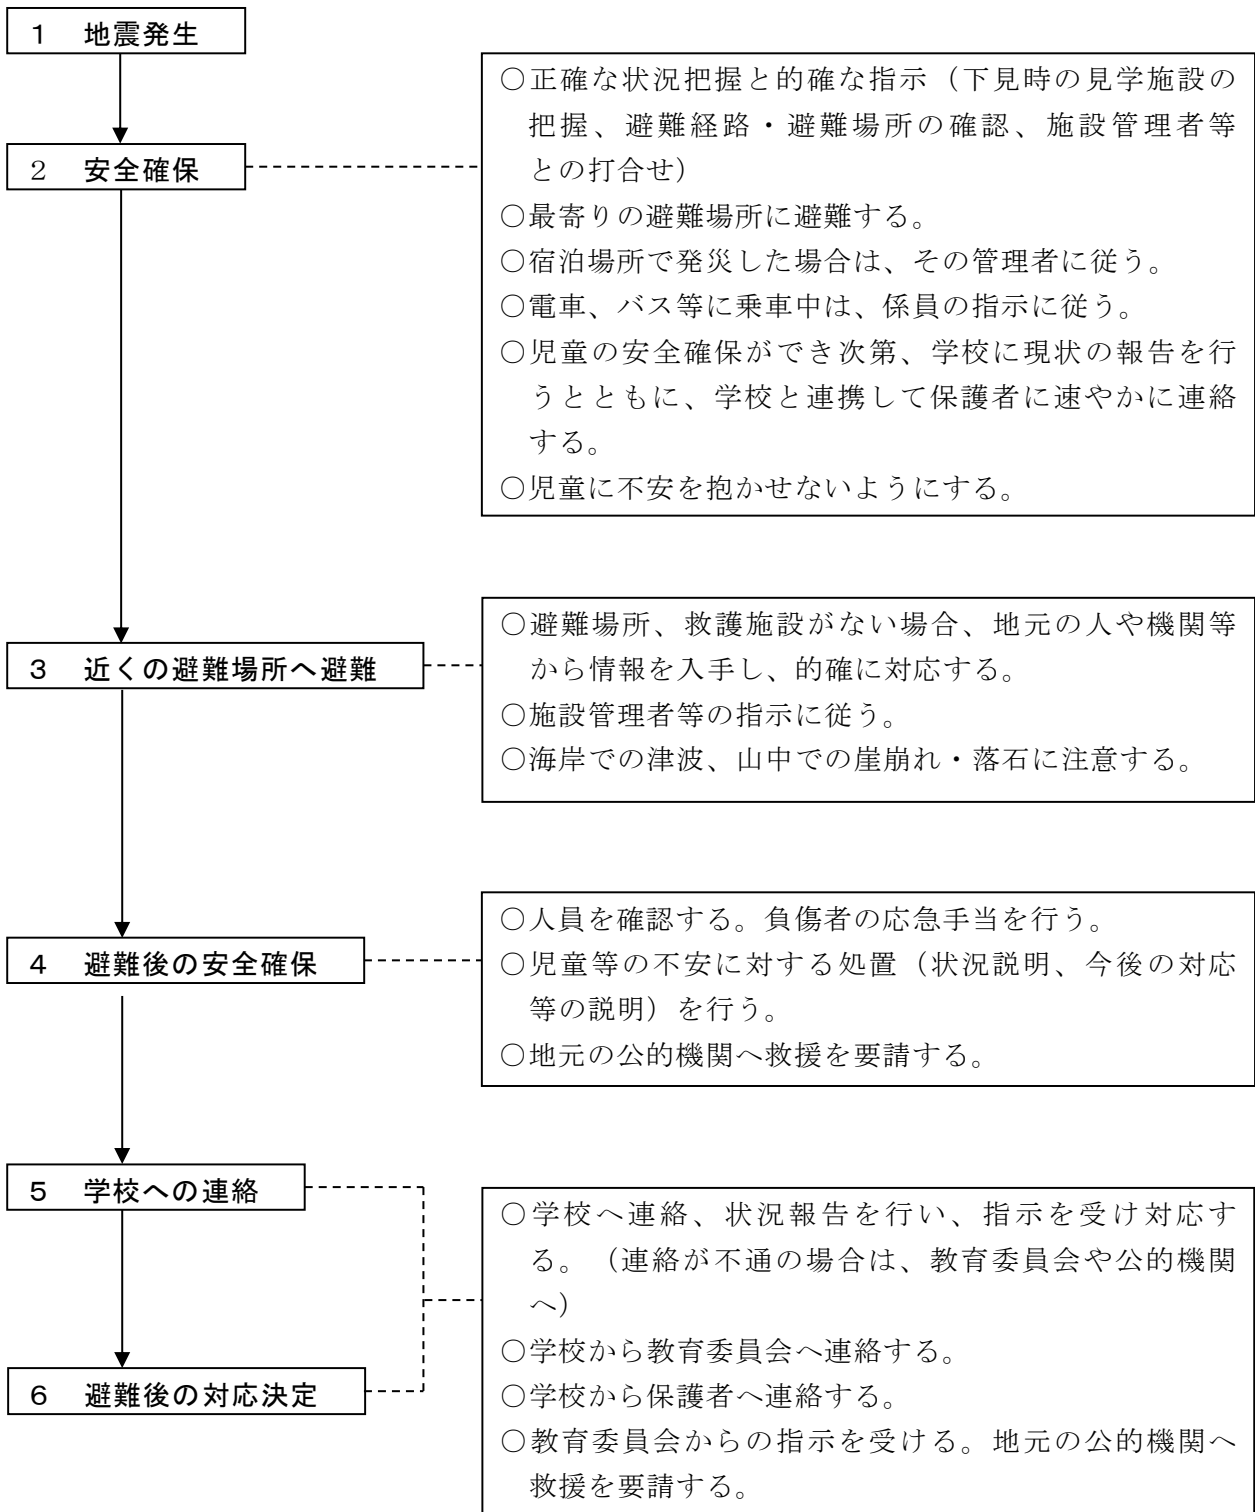 １　地震発生
○正確な状況把握と的確な指示（下見時の見学施設の
把握、避難経路・避難場所の確認、施設管理者等
との打合せ）
２　安全確保
○最寄りの避難場所に避難する。
○宿泊場所で発災した場合は、その管理者に従う。
○電車、バス等に乗車中は、係員の指示に従う。
○児童の安全確保ができ次第、学校に現状の報告を行
うとともに、学校と連携して保護者に速やかに連絡
する。
○児童に不安を抱かせないようにする。
３　近くの避難場所へ避難
○避難場所、救護施設がない場合、地元の人や機関等
から情報を入手し、的確に対応する。
○施設管理者等の指示に従う。
○海岸での津波、山中での崖崩れ・落石に注意する。
４　避難後の安全確保
○人員を確認する。負傷者の応急手当を行う。
○児童等の不安に対する処置（状況説明、今後の対応
等の説明）を行う。
○地元の公的機関へ救援を要請する。
５　学校への連絡
○学校へ連絡、状況報告を行い、指示を受け対応す
る。（連絡が不通の場合は、教育委員会や公的機関
へ）
○学校から教育委員会へ連絡する。
６　避難後の対応決定
○学校から保護者へ連絡する。
○教育委員会からの指示を受ける。地元の公的機関へ
救援を要請する。